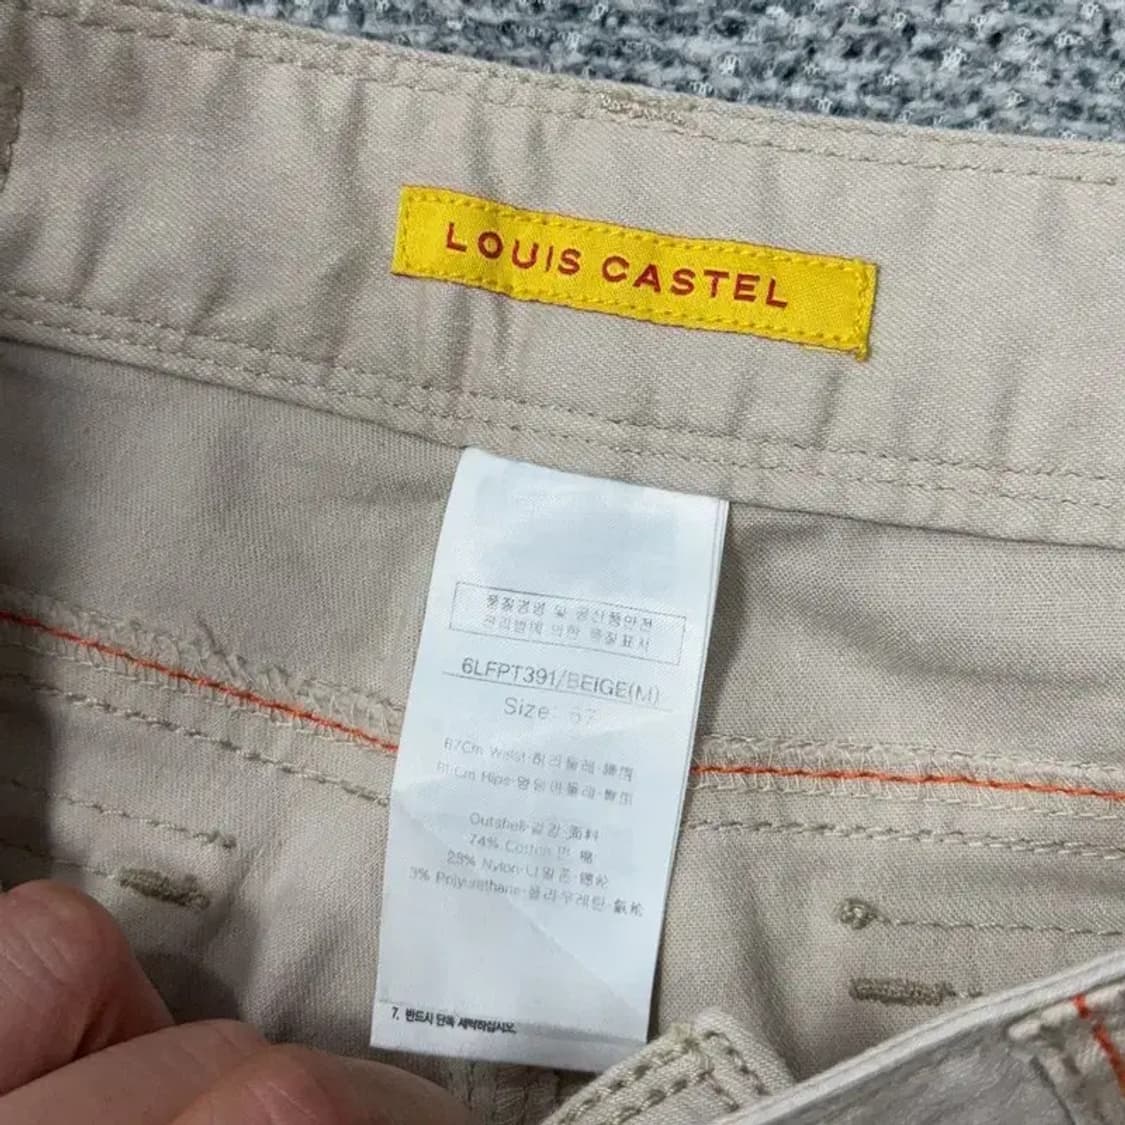 LOUIS CASTEL
품질경영 및 공산품안전
관리법에 의한 품질표시
6LFPT391/BEIGE(M)
Size: 67
67Cm Waist·허리둘레·腰围
Cm Hips·엉덩이둘레·臀围
Outshell·겉감·面料
74% Cotton·면·棉
23% Nylon·나일론·锦纶
3% Polyurethane·폴리우레탄·氨纶
7. 반드시 단독 세탁하십시오.